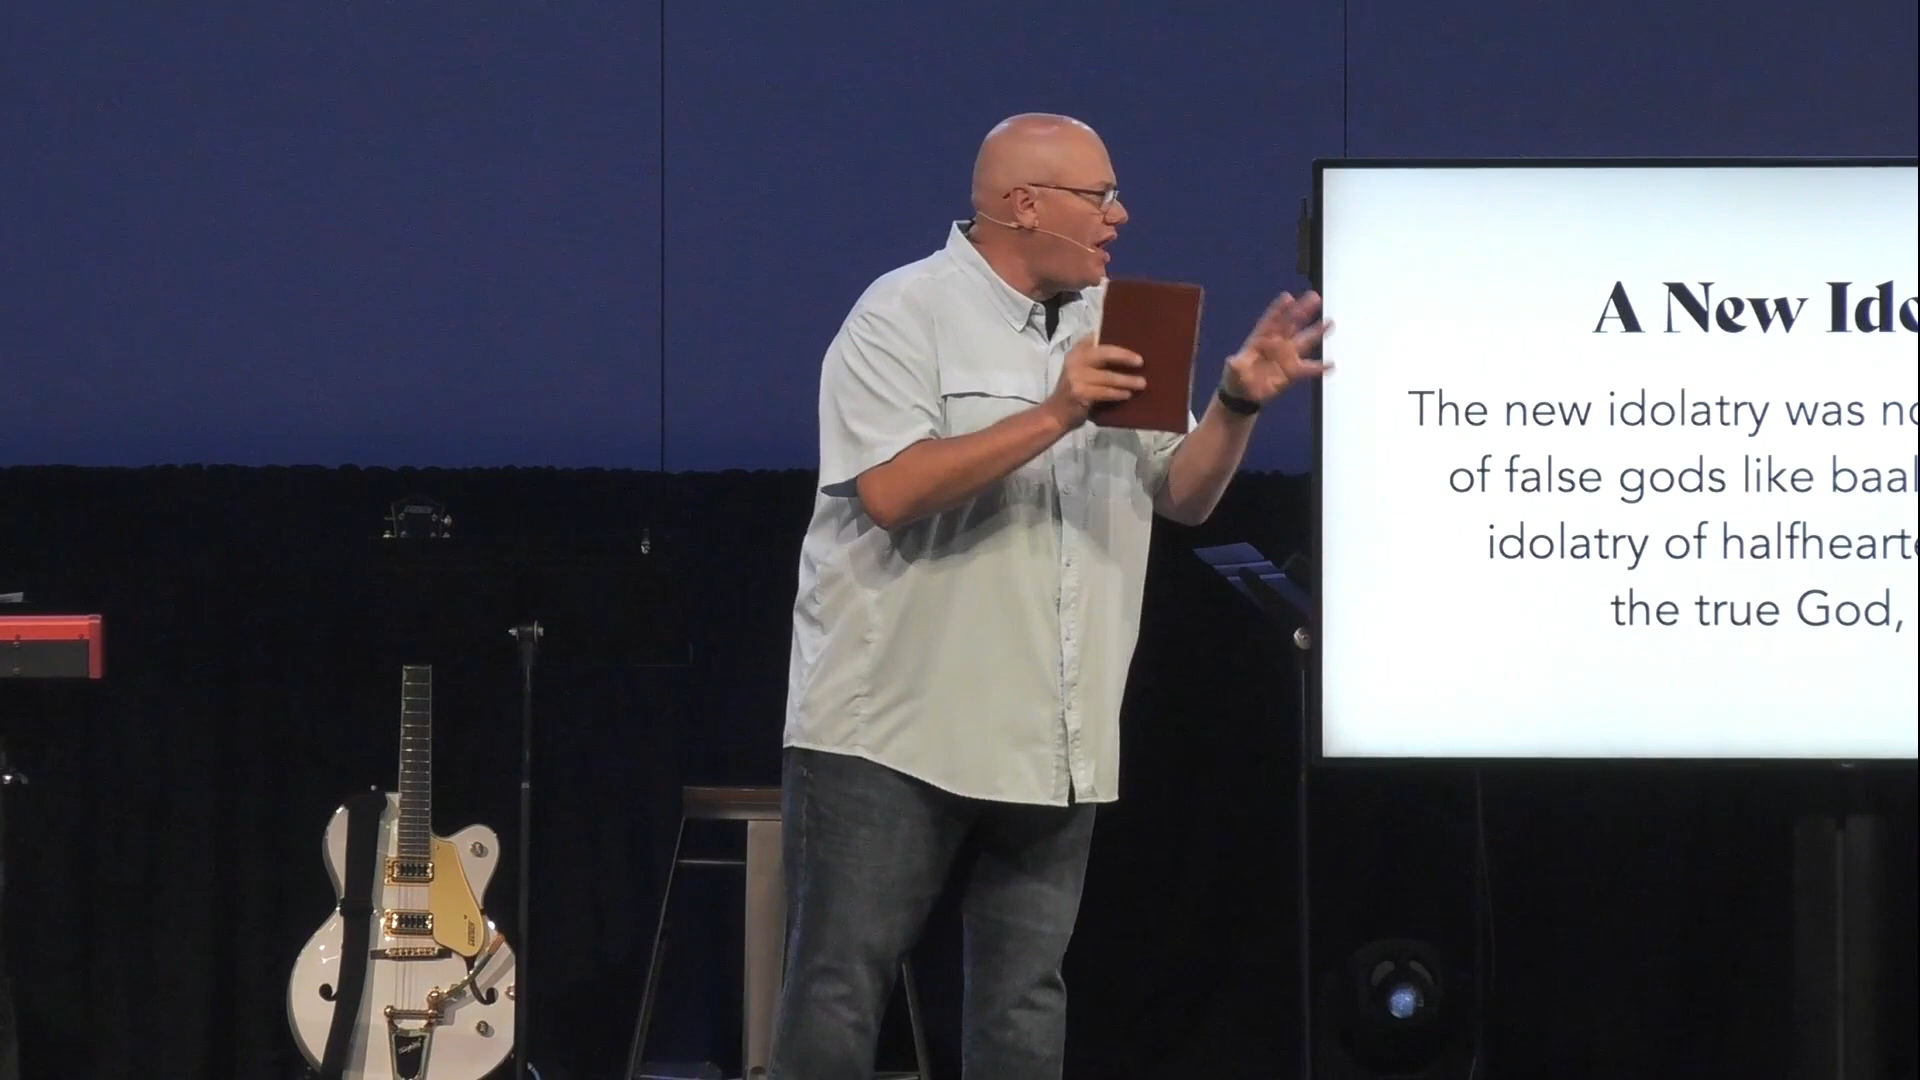 A New Ido
The new idolatry was no
of false gods like baal
idolatry of halfhearte
the true God,